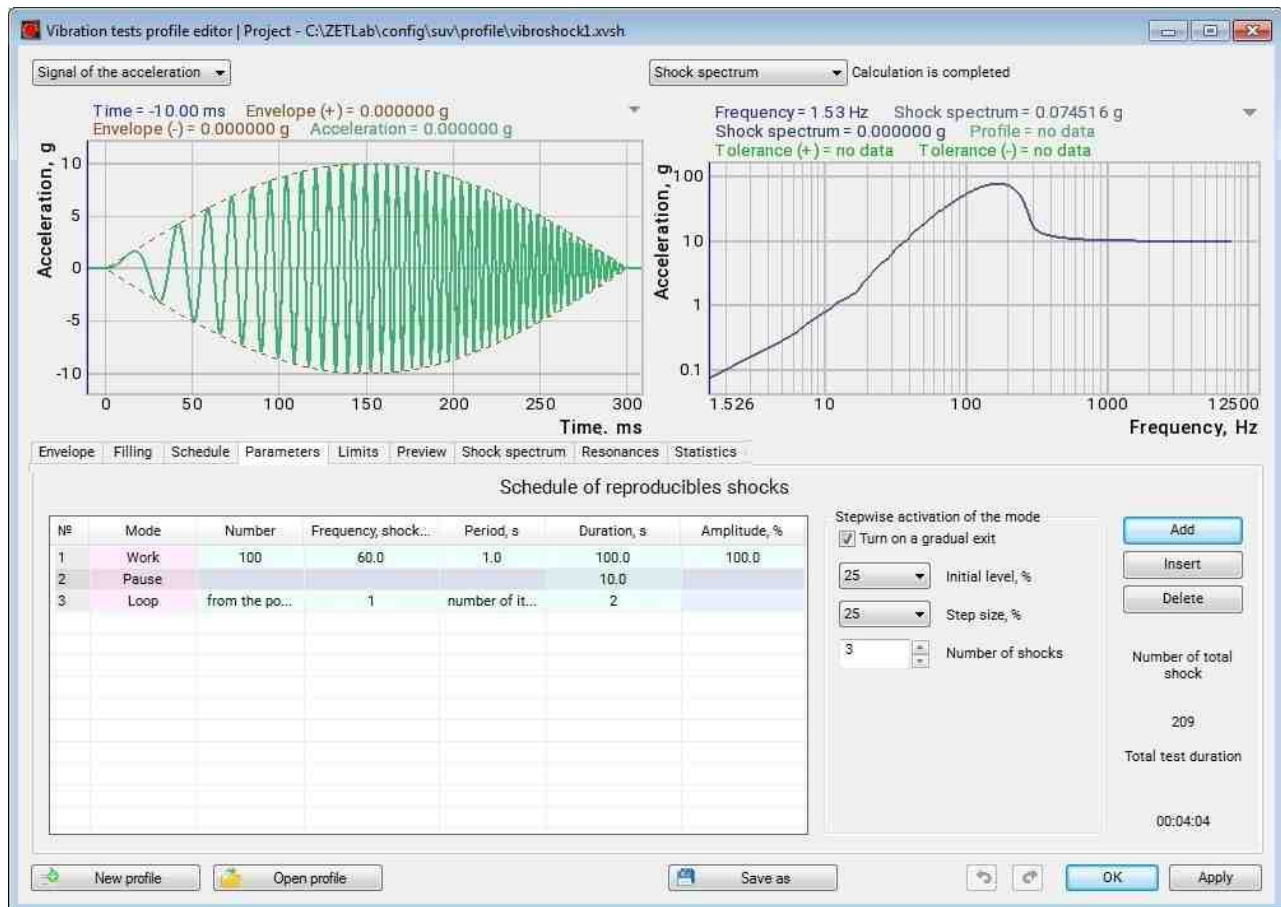 Vibration tests profile editor | Project - C:\ZETLab\config\suv\profile\vibroshock1.xvsh
Signal of the acceleration
Shock spectrum
Calculation is completed
Time = -10.00 ms Envelope (+) = 0.000000 g
Envelope (-) = 0.000000 g Acceleration = 0.000000 g
Acceleration, g
10
5
0
-5
-10
0 50 100 150 200 250 300
Time. ms
Frequency = 1.53 Hz Shock spectrum = 0.074516 g
Shock spectrum = 0.000000 g Profile = no data
Tolerance (+) = no data Tolerance (-) = no data
Acceleration, g
100
10
1
0.1
1.526 10 100 1000 12500
Frequency, Hz
Envelope Filling Schedule Parameters Limits Preview Shock spectrum Resonances Statistics
Schedule of reproducibles shocks
№ Mode Number Frequency, shock... Period, s Duration, s Amplitude, %
1 Work 100 60.0 1.0 100.0 100.0
2 Pause 10.0
3 Loop from the po... 1 number of it... 2
Stepwise activation of the mode
Turn on a gradual exit
25 Initial level, %
25 Step size, %
3 Number of shocks
Add
Insert
Delete
Number of total
shock
209
Total test duration
00:04:04
New profile Open profile Save as OK Apply